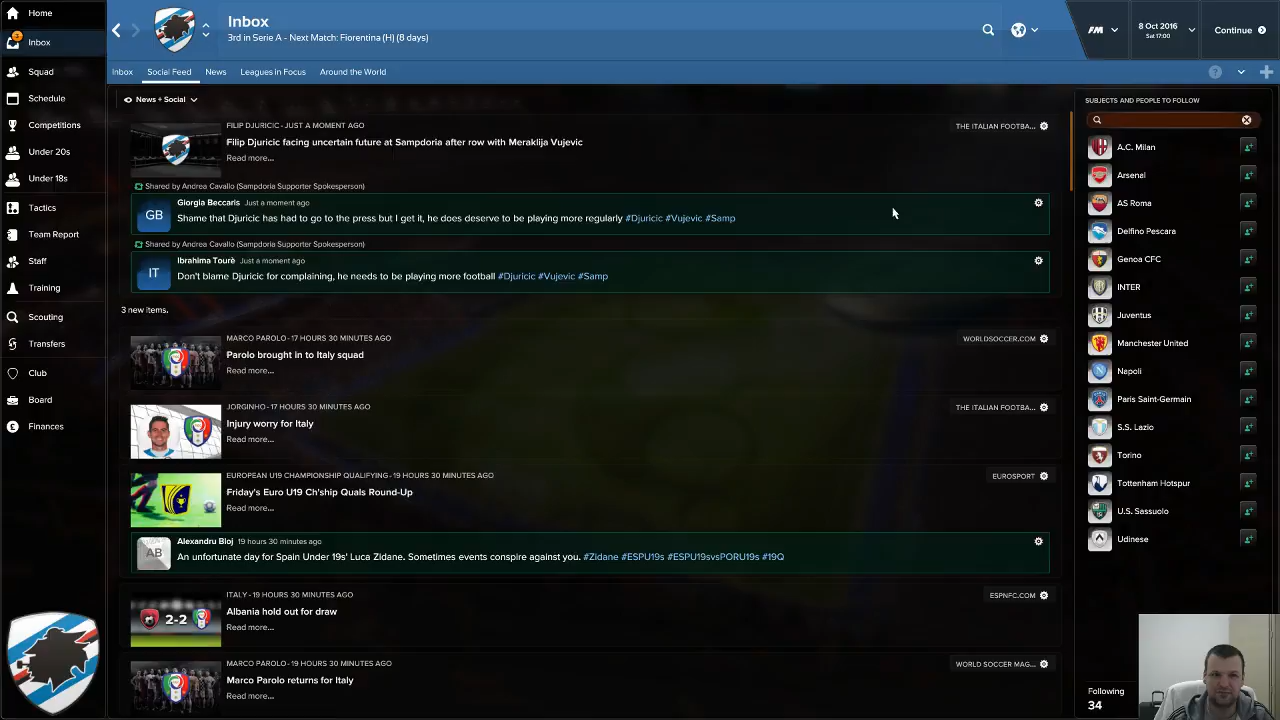 Home
Inbox
Squad
Schedule
Competitions
Under 20s
Under 18s
Tactics
Team Report
Staff
Training
Scouting
Transfers
Club
Board
Finances
Inbox
3rd in Serie A - Next Match: Fiorentina (H) (8 days)
FM
8 Oct 2016
Sat 17:00
Continue
Inbox
Social Feed
News
Leagues in Focus
Around the World
News + Social
FILIP DJURICIC - JUST A MOMENT AGO
THE ITALIAN FOOTBA...
Filip Djuricic facing uncertain future at Sampdoria after row with Meraklija Vujevic
Read more...
Shared by Andrea Cavallo (Sampdoria Supporter Spokesperson)
GB
Giorgia Beccaris Just a moment ago
Shame that Djuricic has had to go to the press but I get it, he does deserve to be playing more regularly #Djuricic #Vujevic #Samp
Shared by Andrea Cavallo (Sampdoria Supporter Spokesperson)
IT
Ibrahima Tourè Just a moment ago
Don't blame Djuricic for complaining, he needs to be playing more football #Djuricic #Vujevic #Samp
3 new items.
MARCO PAROLO - 17 HOURS 30 MINUTES AGO
WORLDSOCCER.COM
Parolo brought in to Italy squad
Read more...
JORGINHO - 17 HOURS 30 MINUTES AGO
THE ITALIAN FOOTBA...
Injury worry for Italy
Read more...
EUROPEAN U19 CHAMPIONSHIP QUALIFYING - 19 HOURS 30 MINUTES AGO
EUROSPORT
Friday's Euro U19 Ch'ship Quals Round-Up
Read more...
AB
Alexandru Bloj 19 hours 30 minutes ago
An unfortunate day for Spain Under 19s' Luca Zidane. Sometimes events conspire against you. #Zidane #ESPU19s #ESPU19svsPORU19s #19Q
ITALY - 19 HOURS 30 MINUTES AGO
ESPNFC.COM
2-2
Albania hold out for draw
Read more...
MARCO PAROLO - 19 HOURS 30 MINUTES AGO
WORLD SOCCER MAG...
Marco Parolo returns for Italy
Read more...
SUBJECTS AND PEOPLE TO FOLLOW
A.C. Milan
Arsenal
AS Roma
Delfino Pescara
Genoa CFC
INTER
Juventus
Manchester United
Napoli
Paris Saint-Germain
S.S. Lazio
Torino
Tottenham Hotspur
U.S. Sassuolo
Udinese
Following
34